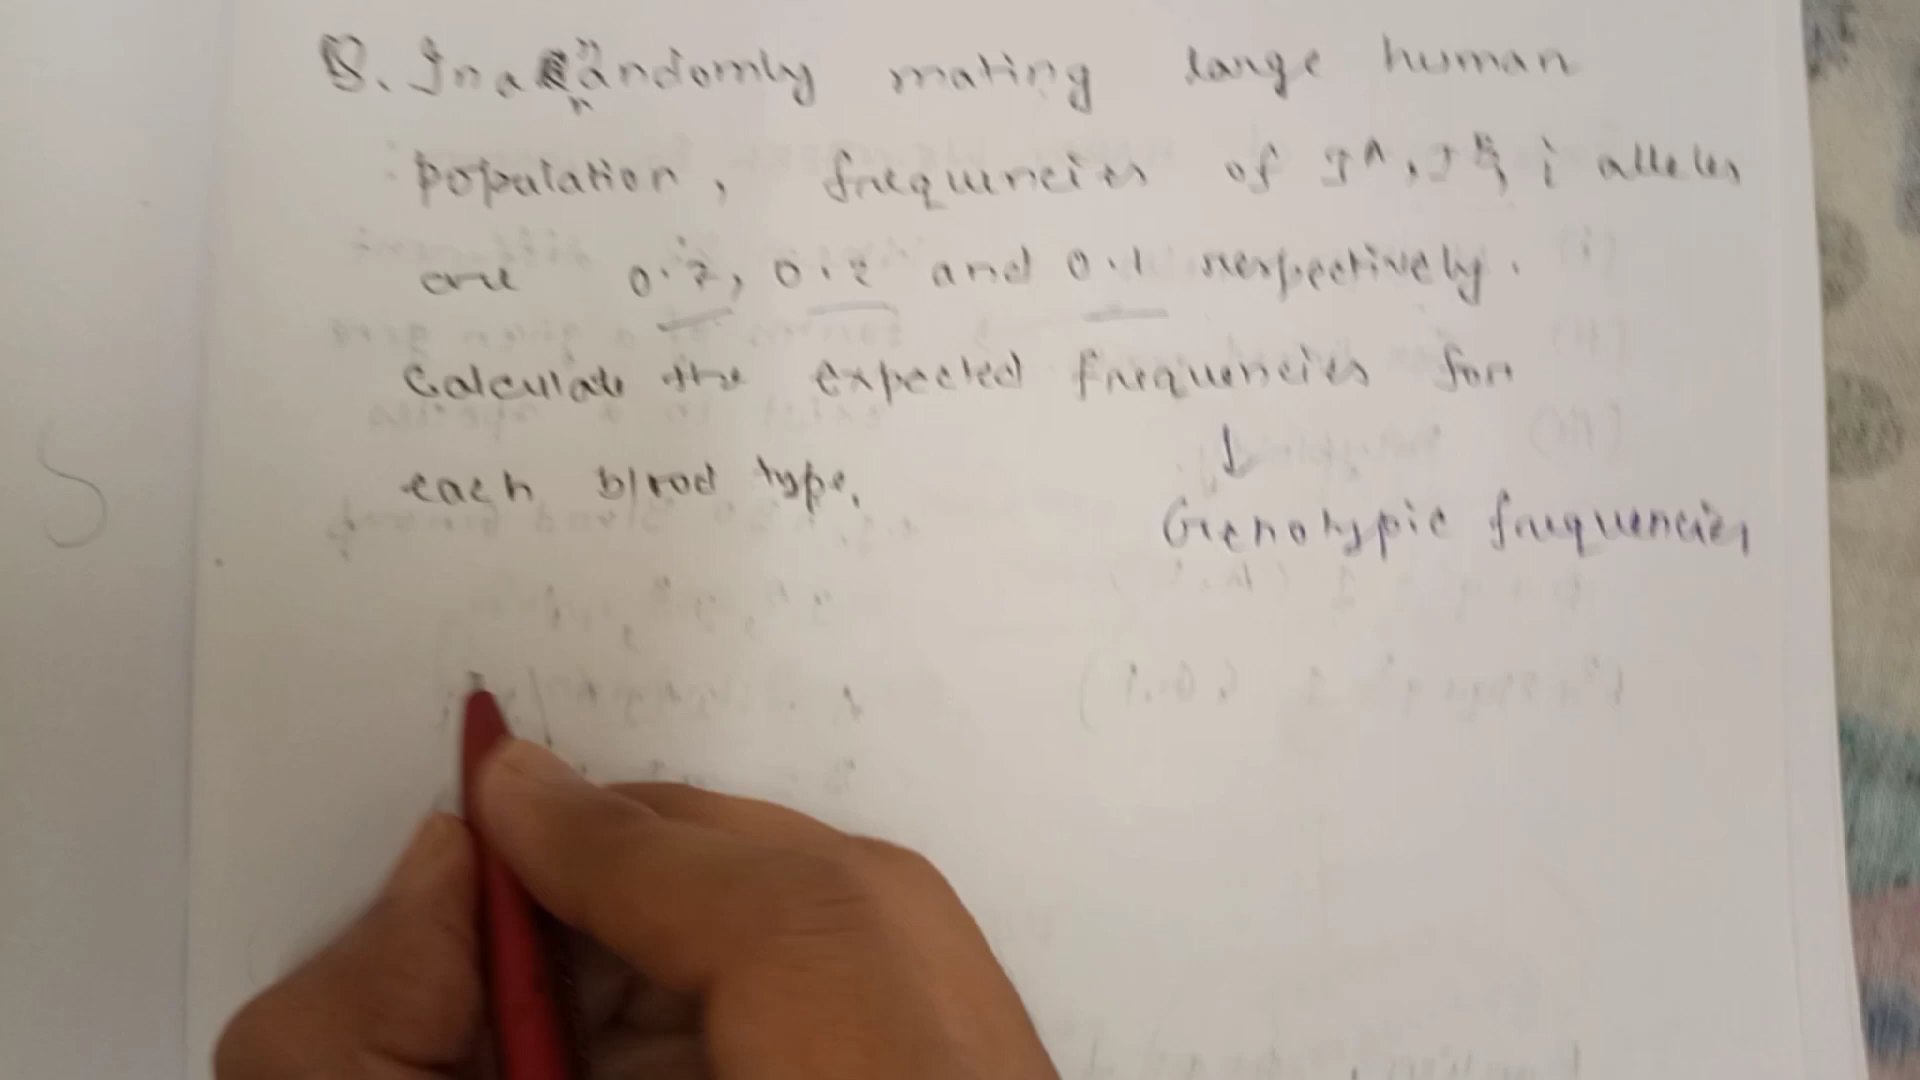 Q. In a randomly mating large human
population, frequencies of I^A, I^B, i alleles
are 0.7, 0.2 and 0.1 respectively.
Calculate the expected frequencies for
each blood type.
↓
Genotypic frequencies